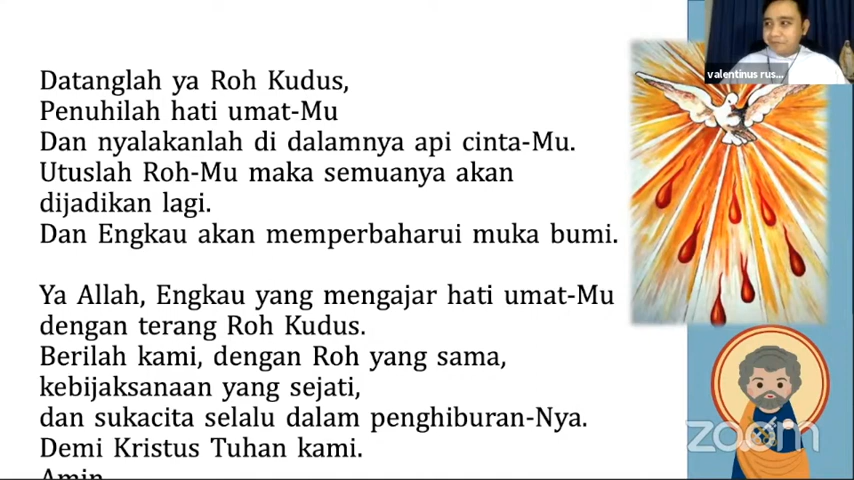 Datanglah ya Roh Kudus,
Penuhilah hati umat-Mu
Dan nyalakanlah di dalamnya api cinta-Mu.
Utuslah Roh-Mu maka semuanya akan
dijadikan lagi.
Dan Engkau akan memperbaharui muka bumi.
Ya Allah, Engkau yang mengajar hati umat-Mu
dengan terang Roh Kudus.
Berilah kami, dengan Roh yang sama,
kebijaksanaan yang sejati,
dan sukacita selalu dalam penghiburan-Nya.
Demi Kristus Tuhan kami.
Amin
valentinus rus...
zoom